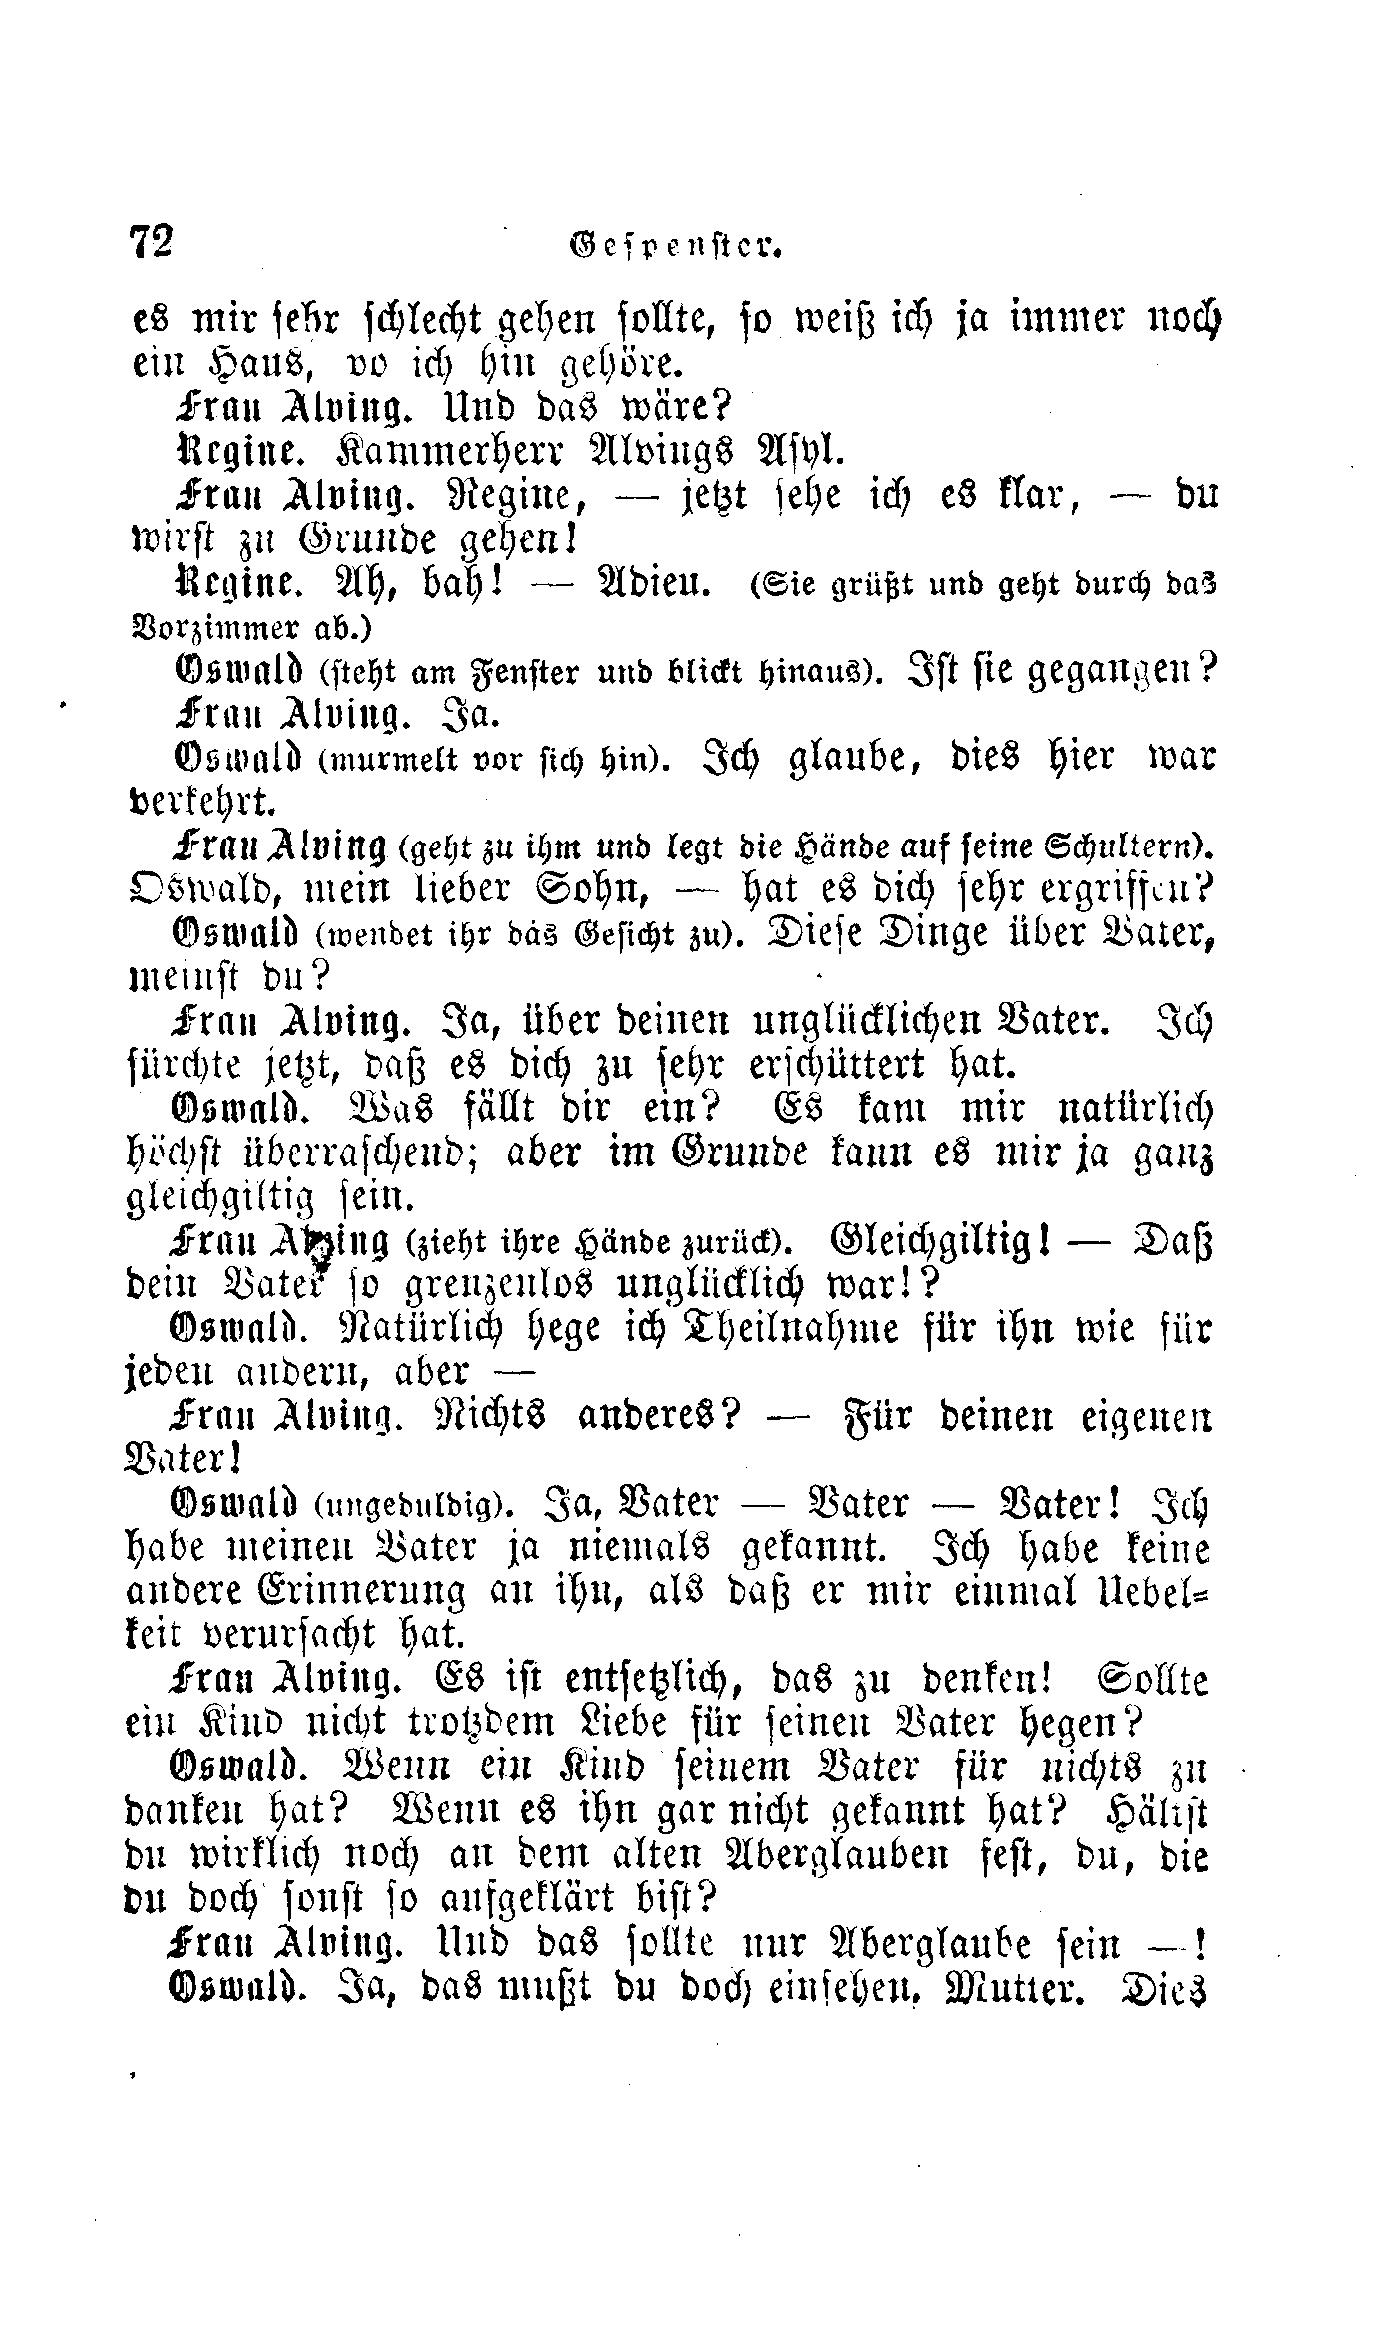 72 Gespenster.
es mir sehr schlecht gehen sollte, so weiß ich ja immer noch
ein Haus, wo ich hin gehöre.
Frau Alving. Und das wäre?
Regine. Kammerherr Alvings Asyl.
Frau Alving. Regine, — jetzt sehe ich es klar, — du
wirst zu Grunde gehen!
Regine. Ah, bah! — Adieu. (Sie grüßt und geht durch das
Vorzimmer ab.)
Oswald (steht am Fenster und blickt hinaus). Ist sie gegangen?
Frau Alving. Ja.
Oswald (murmelt vor sich hin). Ich glaube, dies hier war
verkehrt.
Frau Alving (geht zu ihm und legt die Hände auf seine Schultern).
Oswald, mein lieber Sohn, — hat es dich sehr ergriffen?
Oswald (wendet ihr das Gesicht zu). Diese Dinge über Vater,
meinst du?
Frau Alving. Ja, über deinen unglücklichen Vater. Ich
fürchte jetzt, daß es dich zu sehr erschüttert hat.
Oswald. Was fällt dir ein? Es kam mir natürlich
höchst überraschend; aber im Grunde kann es mir ja ganz
gleichgiltig sein.
Frau Alving (zieht ihre Hände zurück). Gleichgiltig! — Daß
dein Vater so grenzenlos unglücklich war!?
Oswald. Natürlich hege ich Theilnahme für ihn wie für
jeden andern, aber —
Frau Alving. Nichts anderes? — Für deinen eigenen
Vater!
Oswald (ungeduldig). Ja, Vater — Vater — Vater! Ich
habe meinen Vater ja niemals gekannt. Ich habe keine
andere Erinnerung an ihn, als daß er mir einmal Uebel-
keit verursacht hat.
Frau Alving. Es ist entsetzlich, das zu denken! Sollte
ein Kind nicht trotzdem Liebe für seinen Vater hegen?
Oswald. Wenn ein Kind seinem Vater für nichts zu
danken hat? Wenn es ihn gar nicht gekannt hat? Hältst
du wirklich noch an dem alten Aberglauben fest, du, die
du doch sonst so aufgeklärt bist?
Frau Alving. Und das sollte nur Aberglaube sein —!
Oswald. Ja, das mußt du doch einsehen, Mutter. Dies